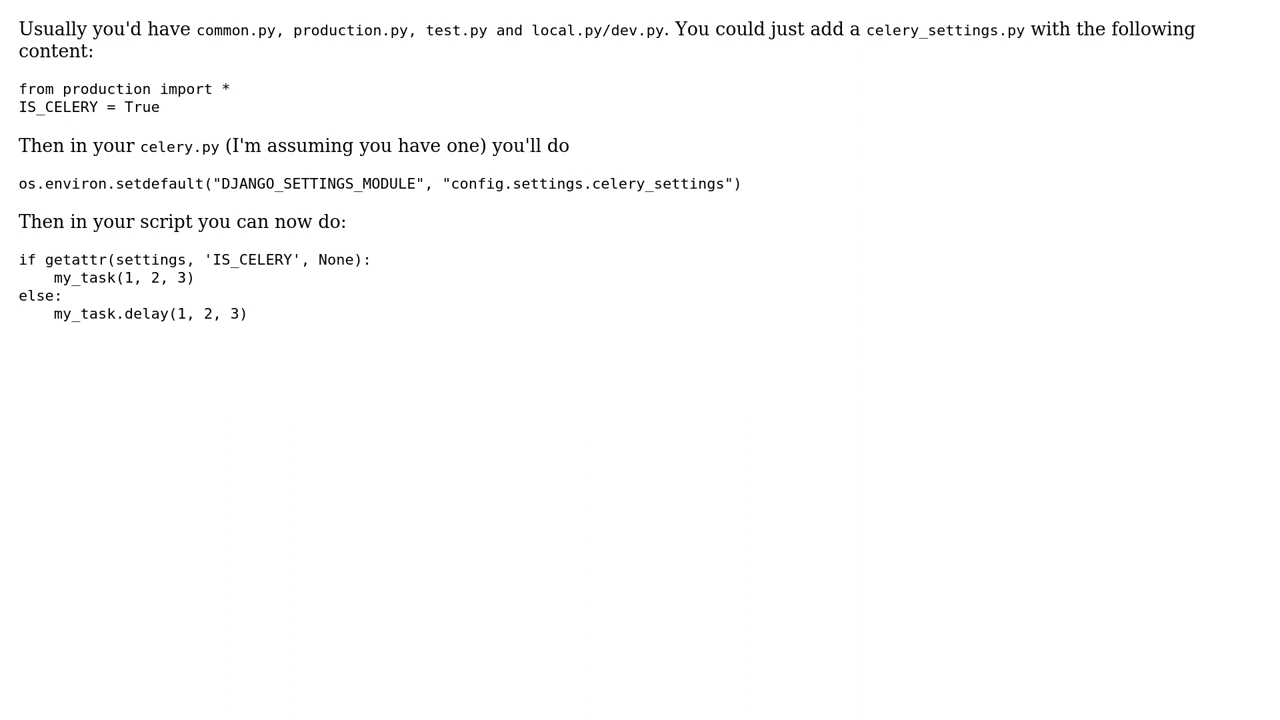 Usually you'd have common.py, production.py, test.py and local.py/dev.py. You could just add a celery_settings.py with the following
content:
from production import *
IS_CELERY = True
Then in your celery.py (I'm assuming you have one) you'll do
os.environ.setdefault("DJANGO_SETTINGS_MODULE", "config.settings.celery_settings")
Then in your script you can now do:
if getattr(settings, 'IS_CELERY', None):
    my_task(1, 2, 3)
else:
    my_task.delay(1, 2, 3)